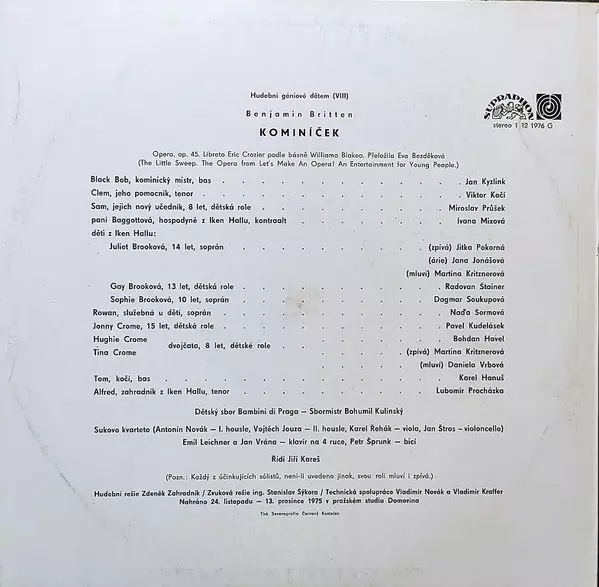 Hudební géniové dětem (VIII)
Benjamin Britten
KOMINÍČEK
SUPRAPHON
stereo 1 12 1976 G
Opera, op. 45. Libreto Eric Crozier podle básně Williama Blakea. Přeložila Eva Bezděková
(The Little Sweep. The Opera from Let's Make An Opera! An Entertainment for Young People.)
Black Bob, kominický mistr, bas . . . . . . . . . . . . Jan Kyzlink
Clem, jeho pomocník, tenor . . . . . . . . . . . . Viktor Kočí
Sam, jejich nový učedník, 8 let, dětská role . . . . . . . . . . Miroslav Průšek
paní Baggottová, hospodyně z Iken Hallu, kontraalt . . . . . . . . Ivana Mixová
děti z Iken Hallu:
Juliet Brooková, 14 let, soprán . . . . . . . . . (zpívá) Jitka Pokorná
(árie) Jana Jonášová
(mluví) Martina Kritznerová
Gay Brooková, 13 let, dětská role . . . . . . . . . . Radovan Stainer
Sophie Brooková, 10 let, soprán . . . . . . . . . . Dagmar Soukupová
Rowan, služebná u dětí, soprán . . . . . . . . . . . Naďa Šormová
Jonny Crome, 15 let, dětská role . . . . . . . . . . . Pavel Kudelásek
Hughie Crome . . . . . . . . . Bohdan Havel
dvojčata, 8 let, dětské role
Tina Crome . . . . . . . . (zpívá) Martina Kritznerová
(mluví) Daniela Vrbová
Tom, kočí, bas . . . . . . . . . . . . . Karel Hanuš
Alfred, zahradník z Iken Hallu, tenor . . . . . . . . . . Lubomír Procházka
Dětský sbor Bambini di Praga – Sbormistr Bohumil Kulínský
Sukovo kvarteto (Antonín Novák – I. housle, Vojtěch Jouza – II. housle, Karel Řehák – viola, Jan Štros – violoncello)
Emil Leichner a Jan Vrána – klavír na 4 ruce, Petr Šprunk – bicí
Řídí Jiří Kareš
(Pozn.: Každý z účinkujících sólistů, není-li uvedeno jinak, svou roli mluví i zpívá.)
Hudební režie Zdeněk Zahradník / Zvuková režie ing. Stanislav Sýkora / Technická spolupráce Vladimír Novák a Vladimír Kraffer
Nahráno 24. listopadu – 13. prosince 1975 v pražském studiu Domovina
Tisk Severografia Červený Kostelec